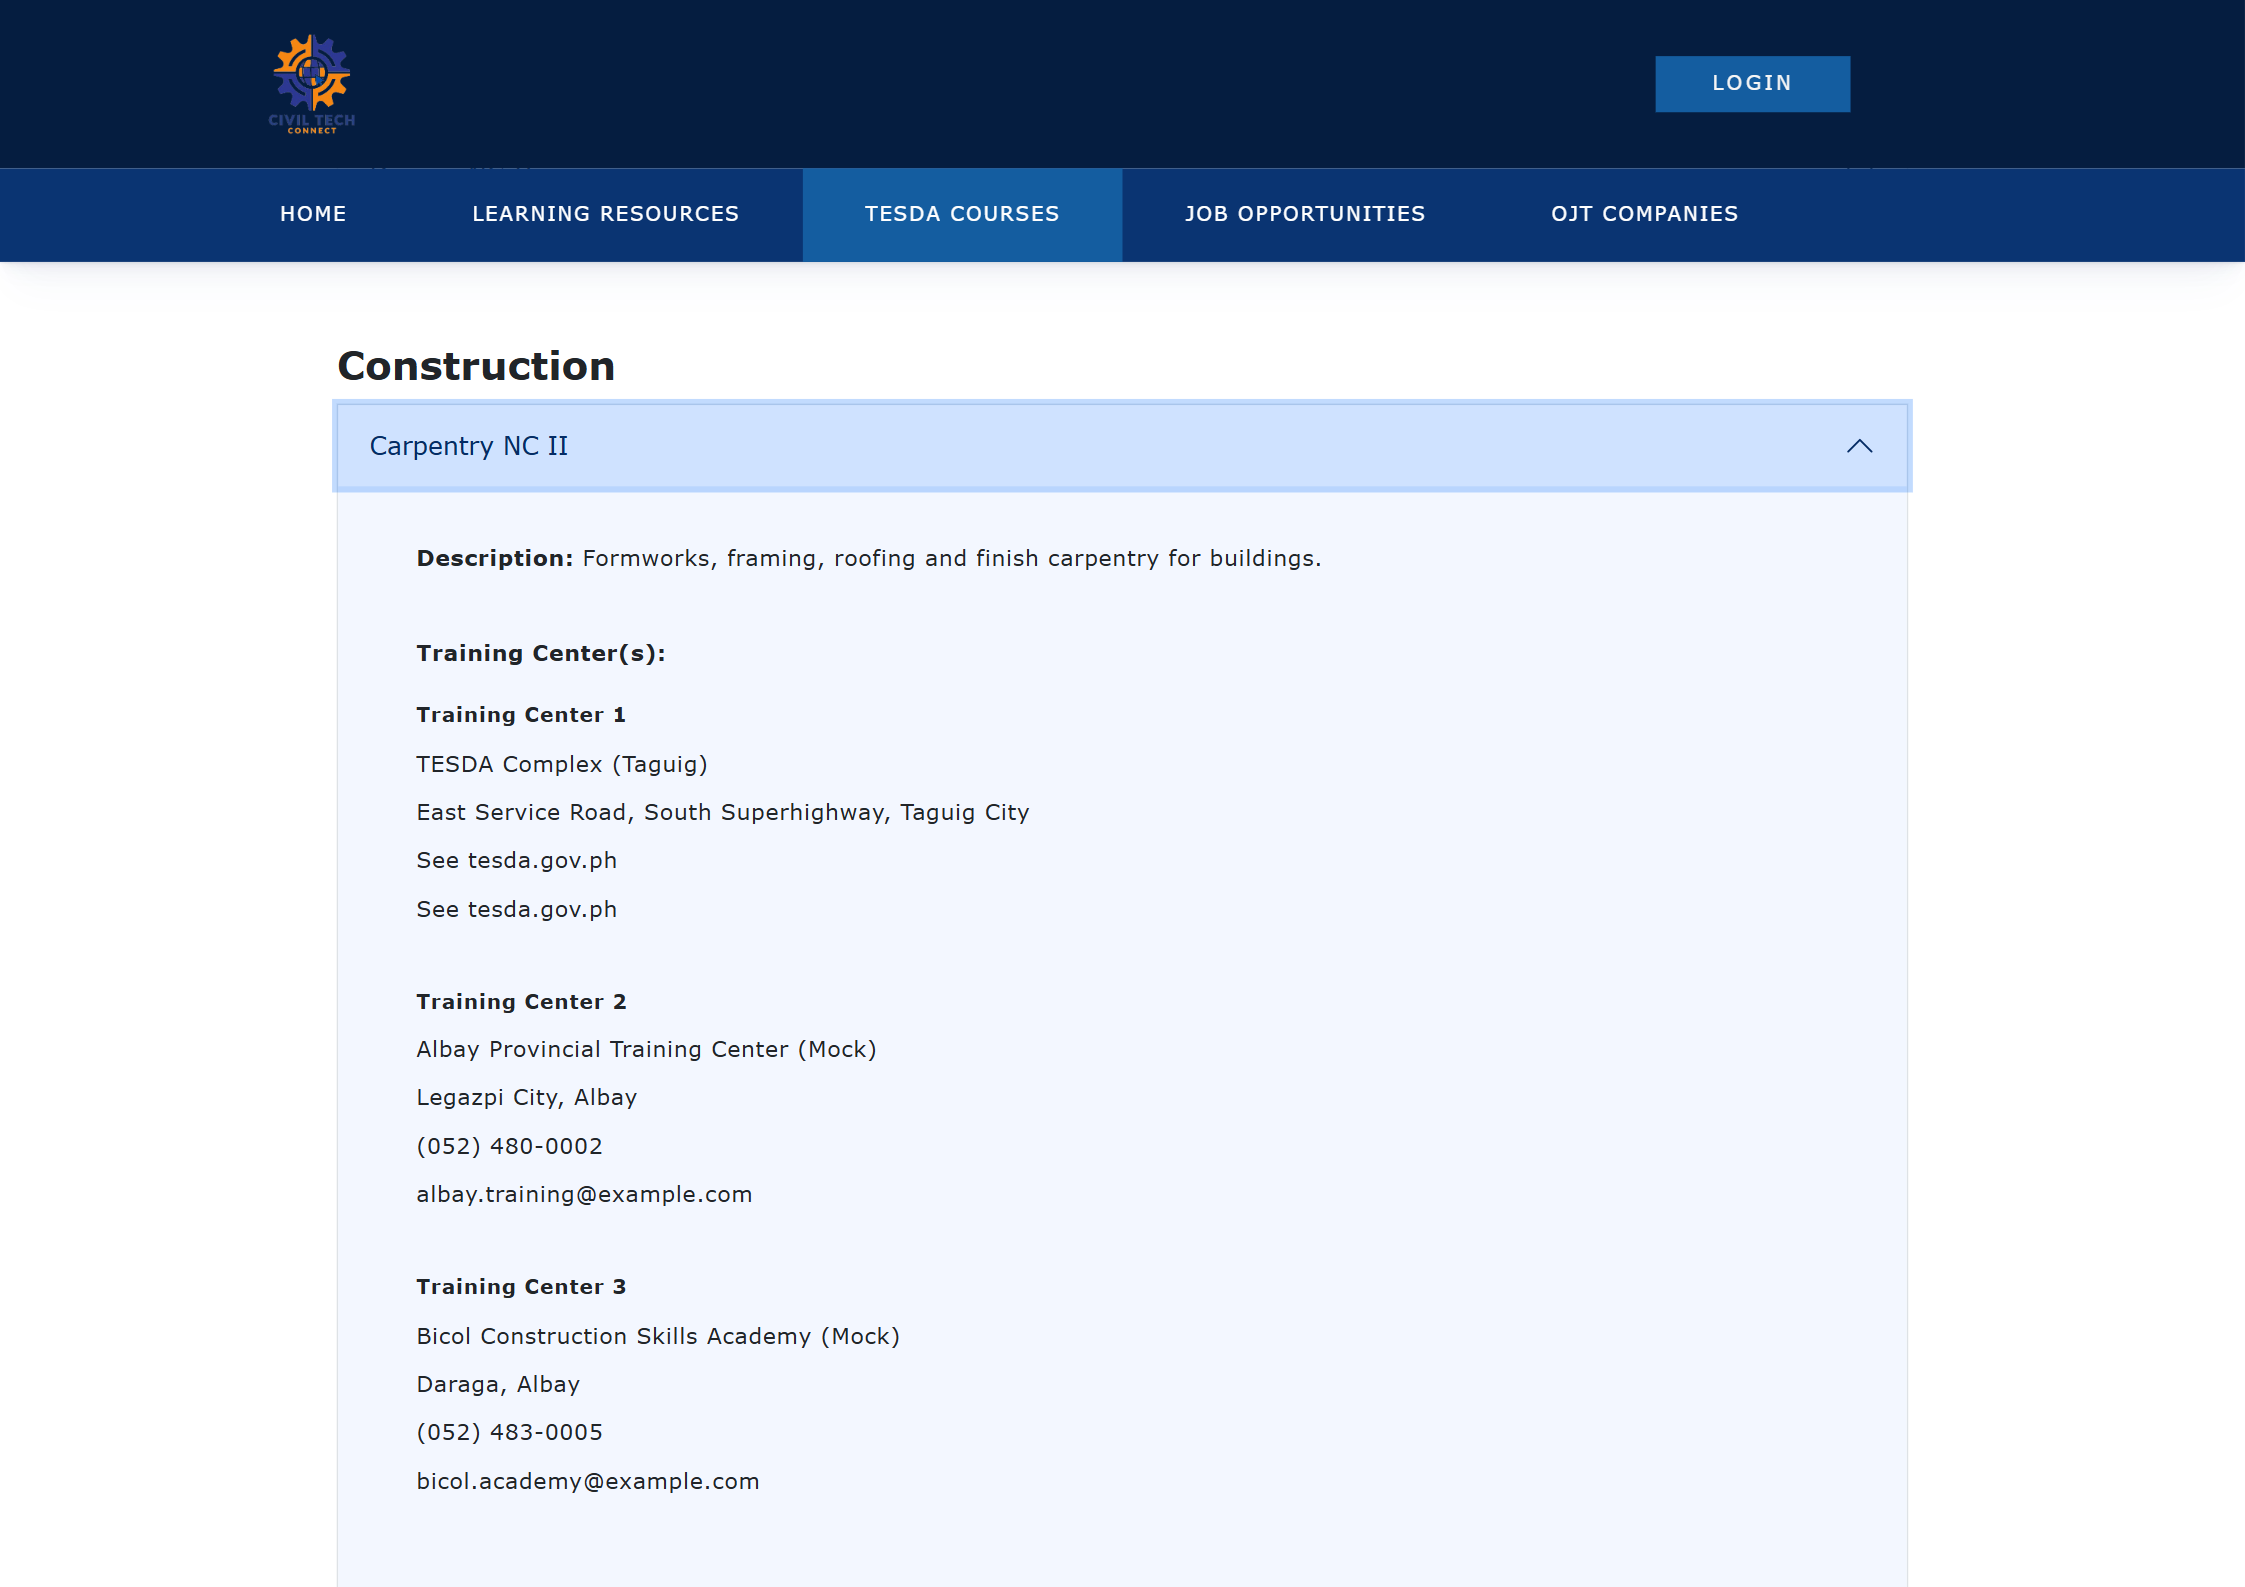 CIVIL TECH
CONNECT
LOGIN
HOME
LEARNING RESOURCES
TESDA COURSES
JOB OPPORTUNITIES
OJT COMPANIES
Construction
Carpentry NC II
Description: Formworks, framing, roofing and finish carpentry for buildings.
Training Center(s):
Training Center 1
TESDA Complex (Taguig)
East Service Road, South Superhighway, Taguig City
See tesda.gov.ph
See tesda.gov.ph
Training Center 2
Albay Provincial Training Center (Mock)
Legazpi City, Albay
(052) 480-0002
albay.training@example.com
Training Center 3
Bicol Construction Skills Academy (Mock)
Daraga, Albay
(052) 483-0005
bicol.academy@example.com